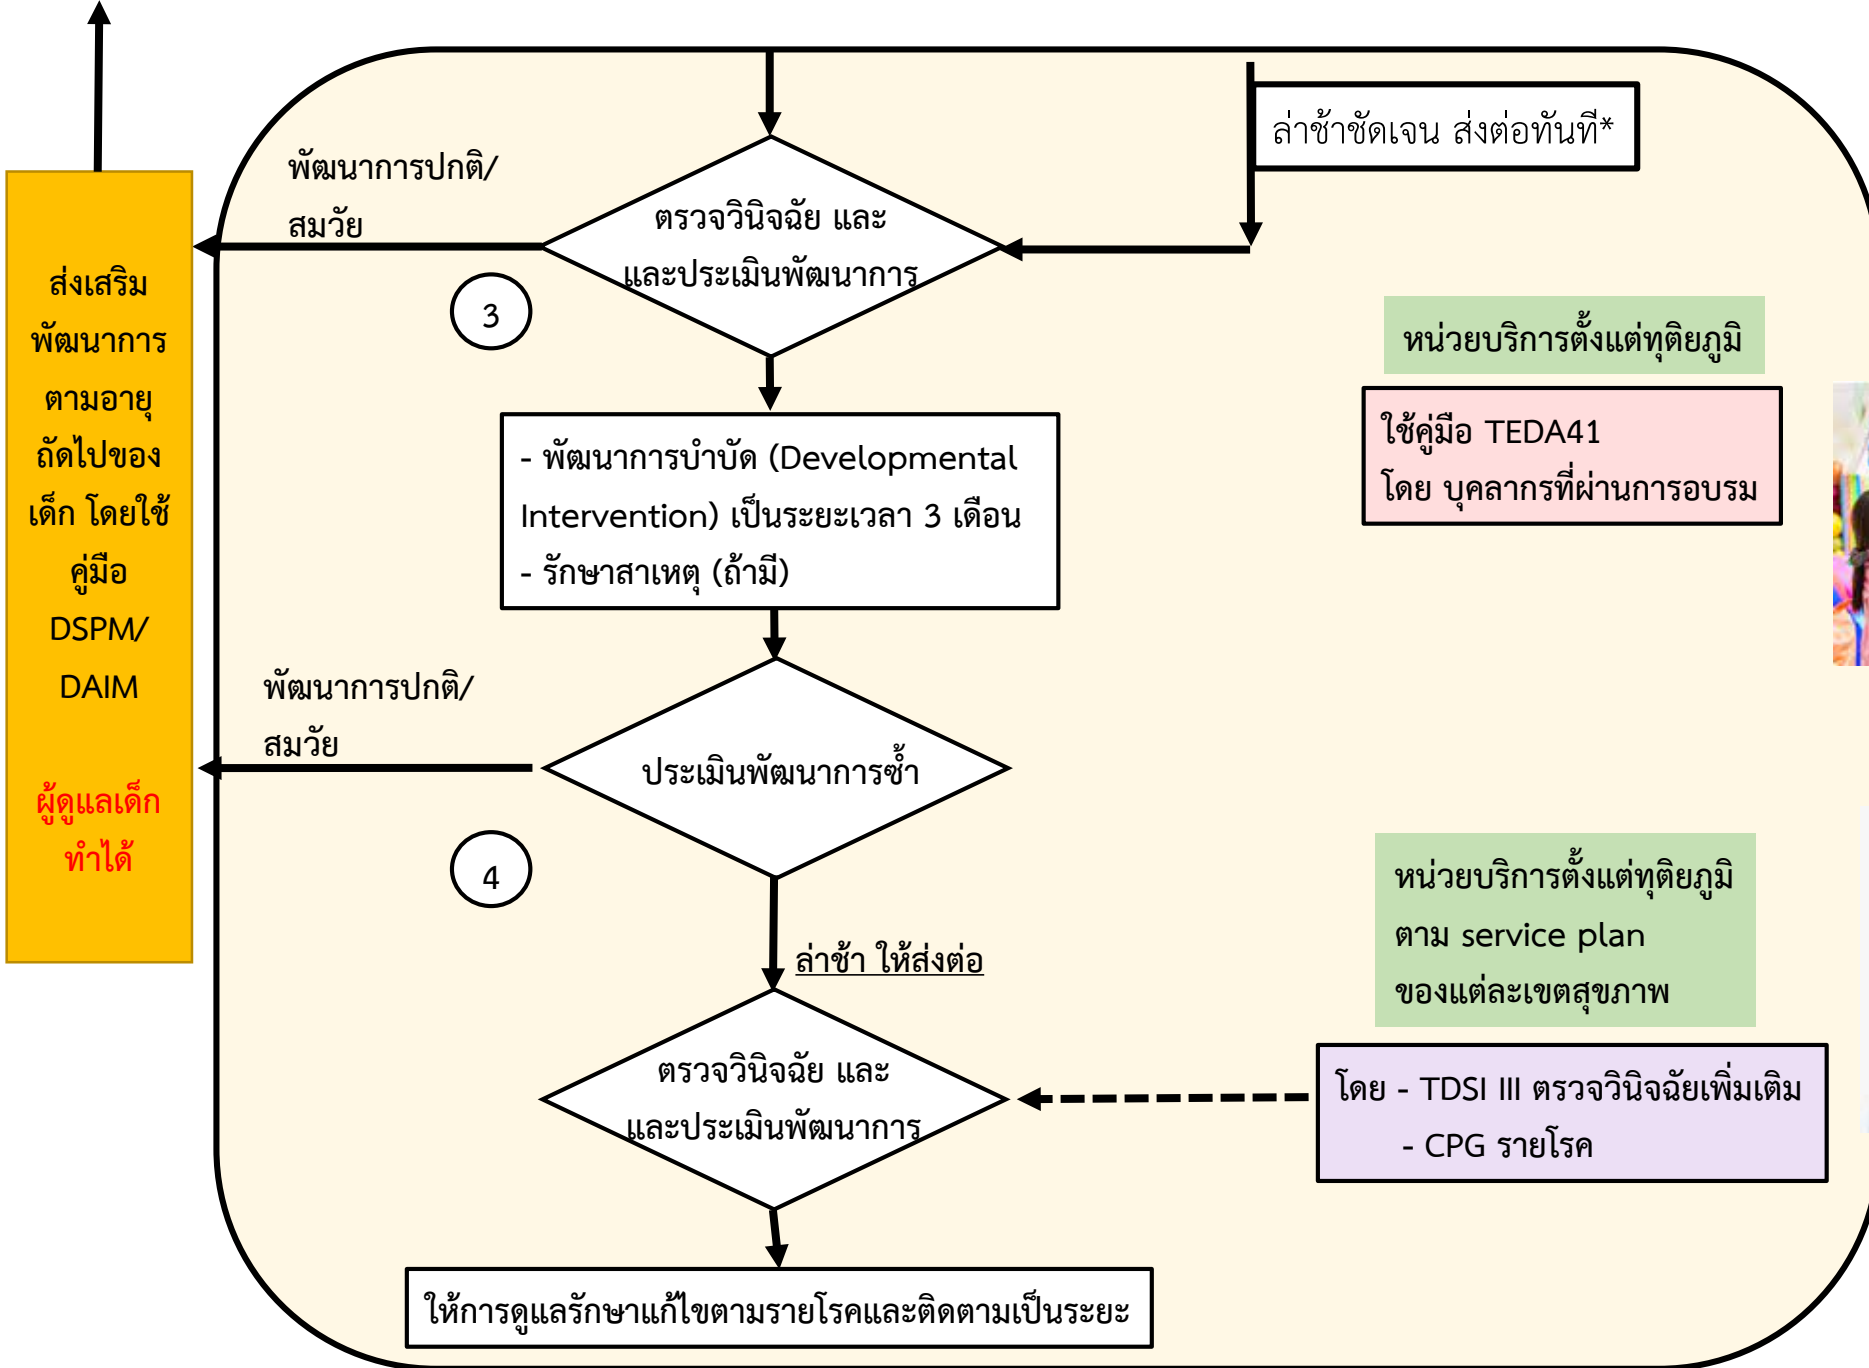 ล่าช้าชัดเจน ส่งต่อทันที*
พัฒนาการปกติ/
สมวัย
ตรวจวินิจฉัย และ
และประเมินพัฒนาการ
3
ส่งเสริม
พัฒนาการ
ตามอายุ
ถัดไปของ
เด็ก โดยใช้
คู่มือ
DSPM/
DAIM
ผู้ดูแลเด็ก
ทำได้
หน่วยบริการตั้งแต่ทุติยภูมิ
ใช้คู่มือ TEDA41
โดย บุคลากรที่ผ่านการอบรม
- พัฒนาการบำบัด (Developmental
Intervention) เป็นระยะเวลา 3 เดือน
- รักษาสาเหตุ (ถ้ามี)
พัฒนาการปกติ/
สมวัย
ประเมินพัฒนาการซ้ำ
4
ล่าช้า ให้ส่งต่อ
หน่วยบริการตั้งแต่ทุติยภูมิ
ตาม service plan
ของแต่ละเขตสุขภาพ
ตรวจวินิจฉัย และ
และประเมินพัฒนาการ
โดย - TDSI III ตรวจวินิจฉัยเพิ่มเติม
- CPG รายโรค
ให้การดูแลรักษาแก้ไขตามรายโรคและติดตามเป็นระยะ